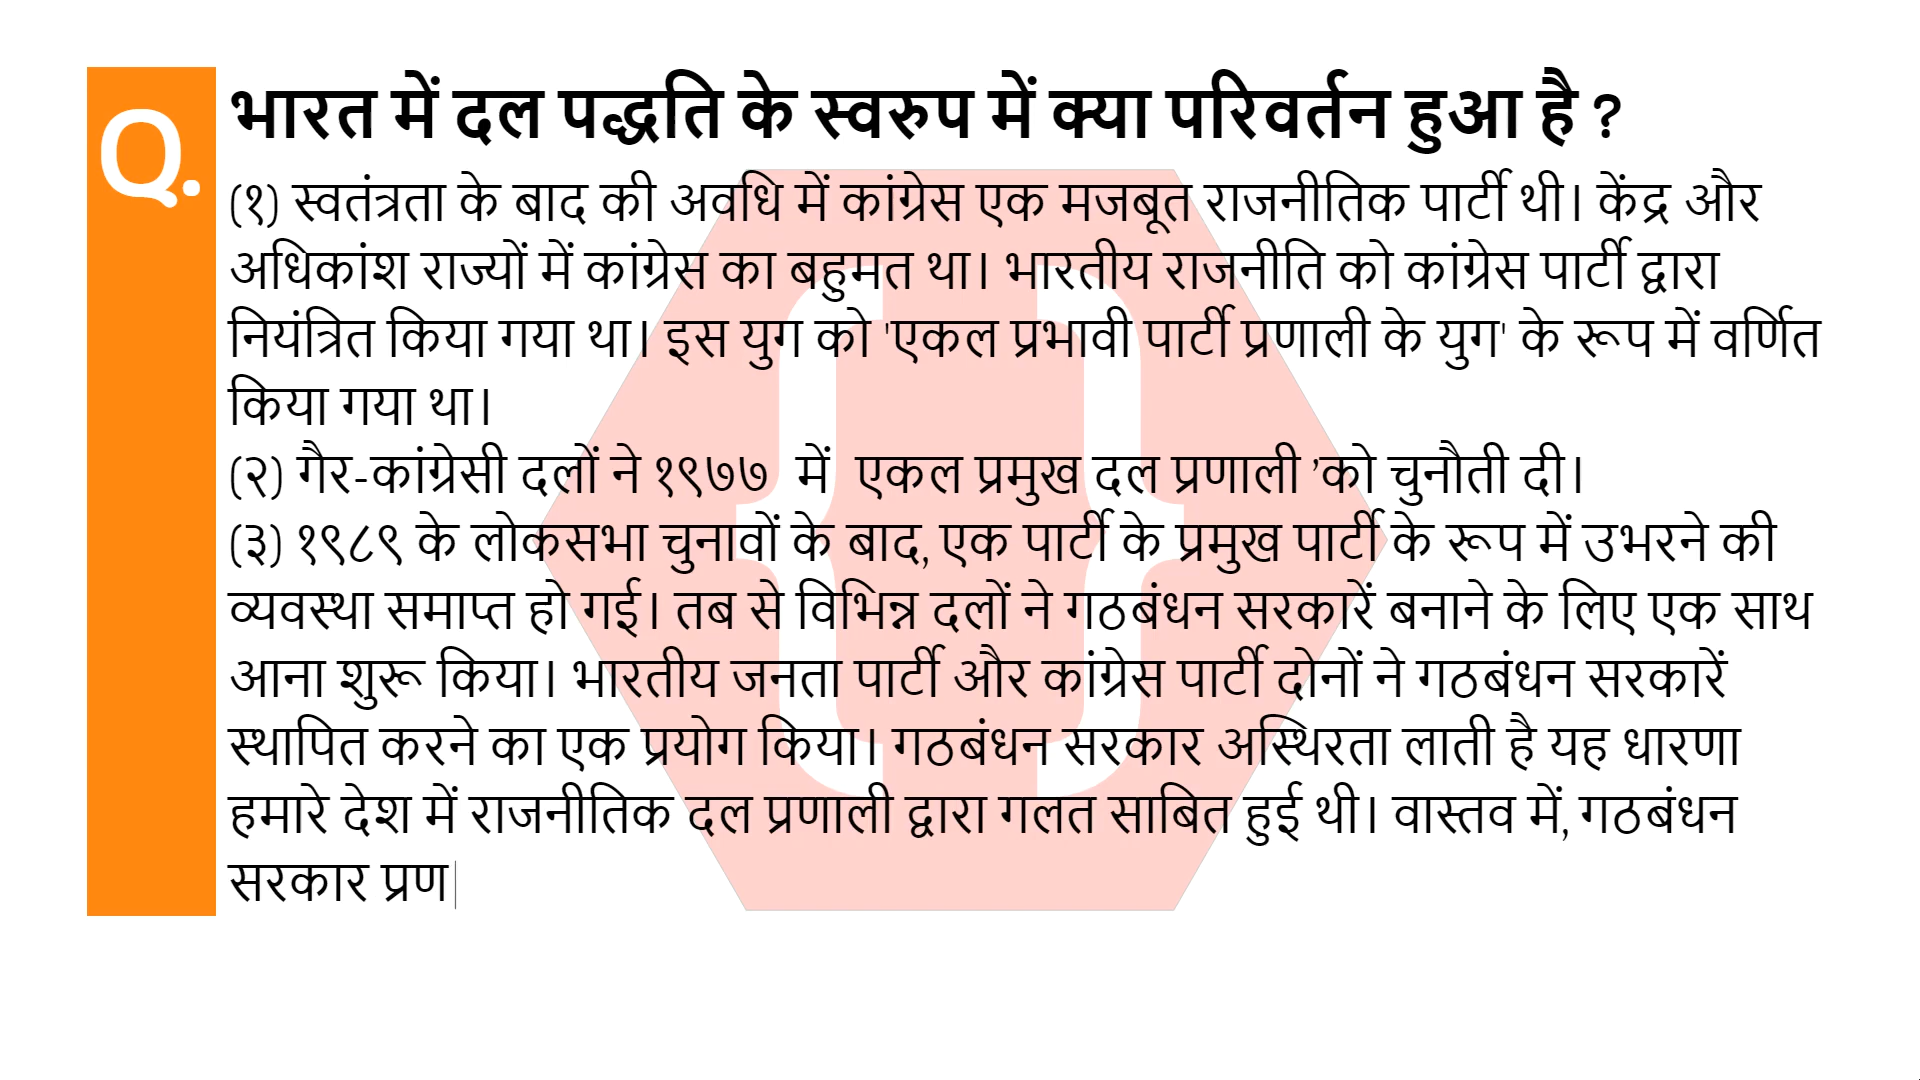 Q.
भारत में दल पद्धति के स्वरुप में क्या परिवर्तन हुआ है ?
(१) स्वतंत्रता के बाद की अवधि में कांग्रेस एक मजबूत राजनीतिक पार्टी थी। केंद्र और
अधिकांश राज्यों में कांग्रेस का बहुमत था। भारतीय राजनीति को कांग्रेस पार्टी द्वारा
नियंत्रित किया गया था। इस युग को 'एकल प्रभावी पार्टी प्रणाली के युग' के रूप में वर्णित
किया गया था।
(२) गैर-कांग्रेसी दलों ने १९७७ में एकल प्रमुख दल प्रणाली ’को चुनौती दी।
(३) १९८९ के लोकसभा चुनावों के बाद, एक पार्टी के प्रमुख पार्टी के रूप में उभरने की
व्यवस्था समाप्त हो गई। तब से विभिन्न दलों ने गठबंधन सरकारें बनाने के लिए एक साथ
आना शुरू किया। भारतीय जनता पार्टी और कांग्रेस पार्टी दोनों ने गठबंधन सरकारें
स्थापित करने का एक प्रयोग किया। गठबंधन सरकार अस्थिरता लाती है यह धारणा
हमारे देश में राजनीतिक दल प्रणाली द्वारा गलत साबित हुई थी। वास्तव में, गठबंधन
सरकार प्रण